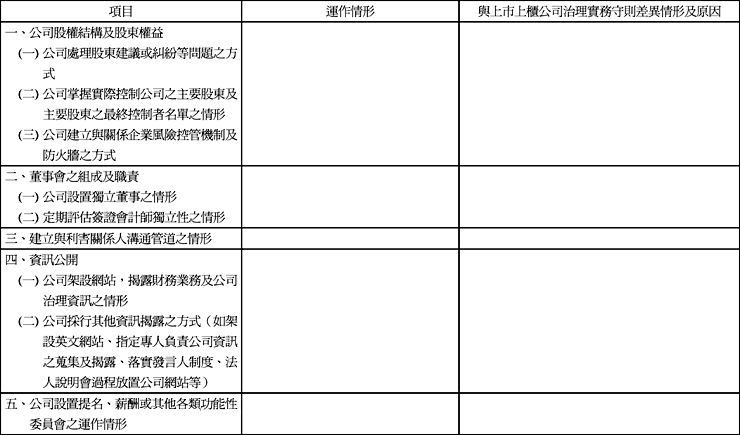 項目
運作情形
與上市上櫃公司治理實務守則差異情形及原因
一、公司股權結構及股東權益
(一)公司處理股東建議或糾紛等問題之方
式
(二)公司掌握實際控制公司之主要股東及
主要股東之最終控制者名單之情形
(三)公司建立與關係企業風險控管機制及
防火牆之方式
二、董事會之組成及職責
(一)公司設置獨立董事之情形
(二)定期評估簽證會計師獨立性之情形
三、建立與利害關係人溝通管道之情形
四、資訊公開
(一)公司架設網站，揭露財務業務及公司
治理資訊之情形
(二)公司採行其他資訊揭露之方式（如架
設英文網站、指定專人負責公司資訊
之蒐集及揭露、落實發言人制度、法
人說明會過程放置公司網站等）
五、公司設置提名、薪酬或其他各類功能性
委員會之運作情形